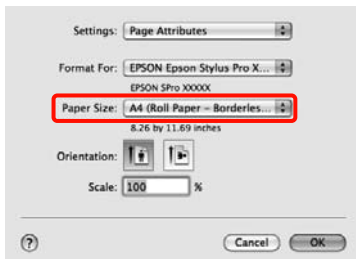 Settings: Page Attributes
Format For: EPSON Epson Stylus Pro X...
EPSON SPro XXXXX
Paper Size: A4 (Roll Paper – Borderles...
8.26 by 11.69 inches
Orientation:
Scale: 100 %
? Cancel OK